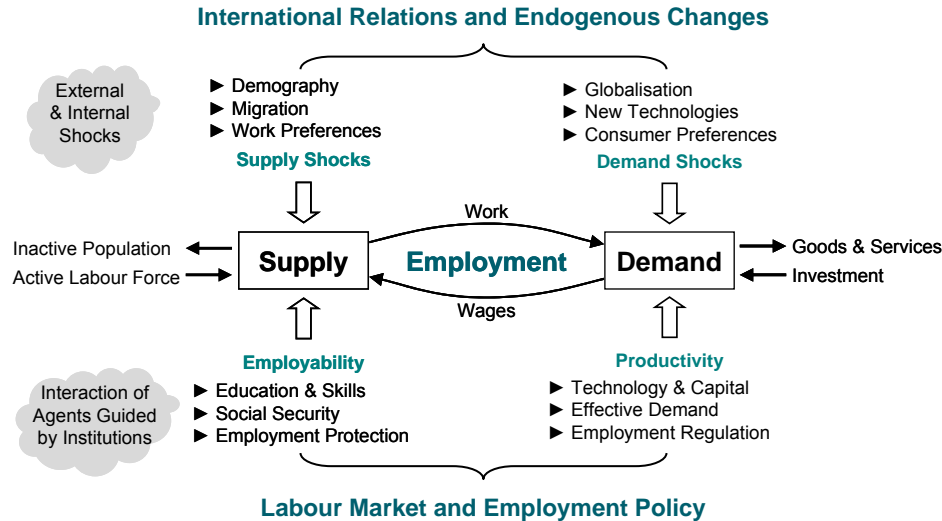 International Relations and Endogenous Changes
External
& Internal
Shocks
► Demography
► Migration
► Work Preferences
Supply Shocks
► Globalisation
► New Technologies
► Consumer Preferences
Demand Shocks
Work
Inactive Population
Active Labour Force
Supply
Employment
Demand
Goods & Services
Investment
Wages
Employability
► Education & Skills
► Social Security
► Employment Protection
Productivity
► Technology & Capital
► Effective Demand
► Employment Regulation
Interaction of
Agents Guided
by Institutions
Labour Market and Employment Policy